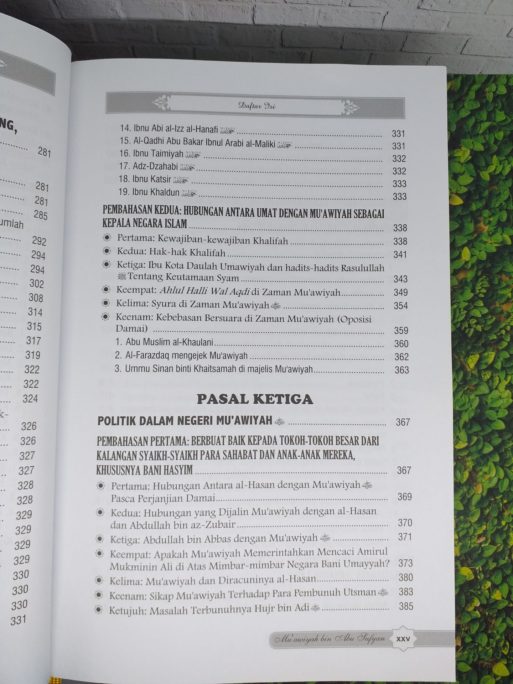 NG,
281
281
281
285
umlah
292
294
294
302
308
314
315
319
322
322
324
k-
326
326
327
328
329
329
329
330
330
331
Daftar Isi
14. Ibnu Abi al-Izz al-Hanafi 331
15. Al-Qadhi Abu Bakar Ibnul Arabi al-Maliki 331
16. Ibnu Taimiyah 332
17. Adz-Dzahabi 332
18. Ibnu Katsir 333
19. Ibnu Khaldun 333
PEMBAHASAN KEDUA: HUBUNGAN ANTARA UMAT DENGAN MU'AWIYAH SEBAGAI
KEPALA NEGARA ISLAM 338
Pertama: Kewajiban-kewajiban Khalifah 338
Kedua: Hak-hak Khalifah 341
Ketiga: Ibu Kota Daulah Umawiyah dan hadits-hadits Rasulullah
ﷺ Tentang Keutamaan Syam 343
Keempat: Ahlul Halli Wal Aqdi di Zaman Mu'awiyah 349
Kelima: Syura di Zaman Mu'awiyah 354
Keenam: Kebebasan Bersuara di Zaman Mu'awiyah (Oposisi
Damai) 359
1. Abu Muslim al-Khaulani 360
2. Al-Farazdaq mengejek Mu'awiyah 362
3. Ummu Sinan binti Khaitsamah di majelis Mu'awiyah 363
PASAL KETIGA
POLITIK DALAM NEGERI MU'AWIYAH 367
PEMBAHASAN PERTAMA: BERBUAT BAIK KEPADA TOKOH-TOKOH BESAR DARI
KALANGAN SYAIKH-SYAIKH PARA SAHABAT DAN ANAK-ANAK MEREKA,
KHUSUSNYA BANI HASYIM 367
Pertama: Hubungan Antara al-Hasan dengan Mu'awiyah
Pasca Perjanjian Damai 369
Kedua: Hubungan yang Dijalin Mu'awiyah dengan al-Hasan
dan Abdullah bin az-Zubair 370
Ketiga: Abdullah bin Abbas dengan Mu'awiyah 371
Keempat: Apakah Mu'awiyah Memerintahkan Mencaci Amirul
Mukminin Ali di Atas Mimbar-mimbar Negara Bani Umayyah? 373
Kelima: Mu'awiyah dan Diracuninya al-Hasan 380
Keenam: Sikap Mu'awiyah Terhadap Para Pembunuh Utsman 383
Ketujuh: Masalah Terbunuhnya Hujr bin Adi 385
Mu'awiyah bin Abu Sufyan xxv